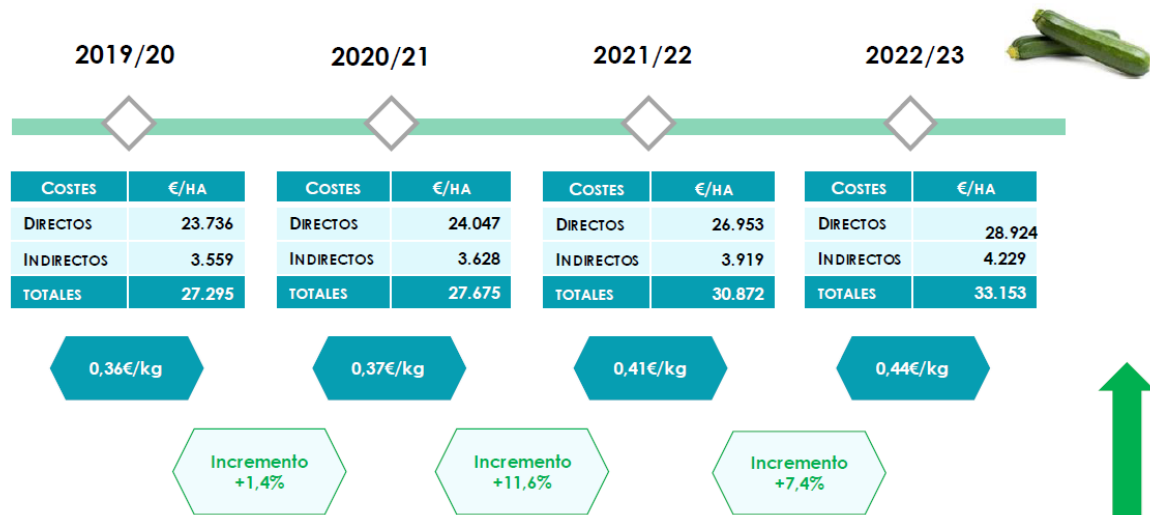 2019/20
2020/21
2021/22
2022/23
COSTES €/HA
DIRECTOS 23.736
INDIRECTOS 3.559
TOTALES 27.295
COSTES €/HA
DIRECTOS 24.047
INDIRECTOS 3.628
TOTALES 27.675
COSTES €/HA
DIRECTOS 26.953
INDIRECTOS 3.919
TOTALES 30.872
COSTES €/HA
DIRECTOS 28.924
INDIRECTOS 4.229
TOTALES 33.153
0,36€/kg
0,37€/kg
0,41€/kg
0,44€/kg
Incremento
+1,4%
Incremento
+11,6%
Incremento
+7,4%